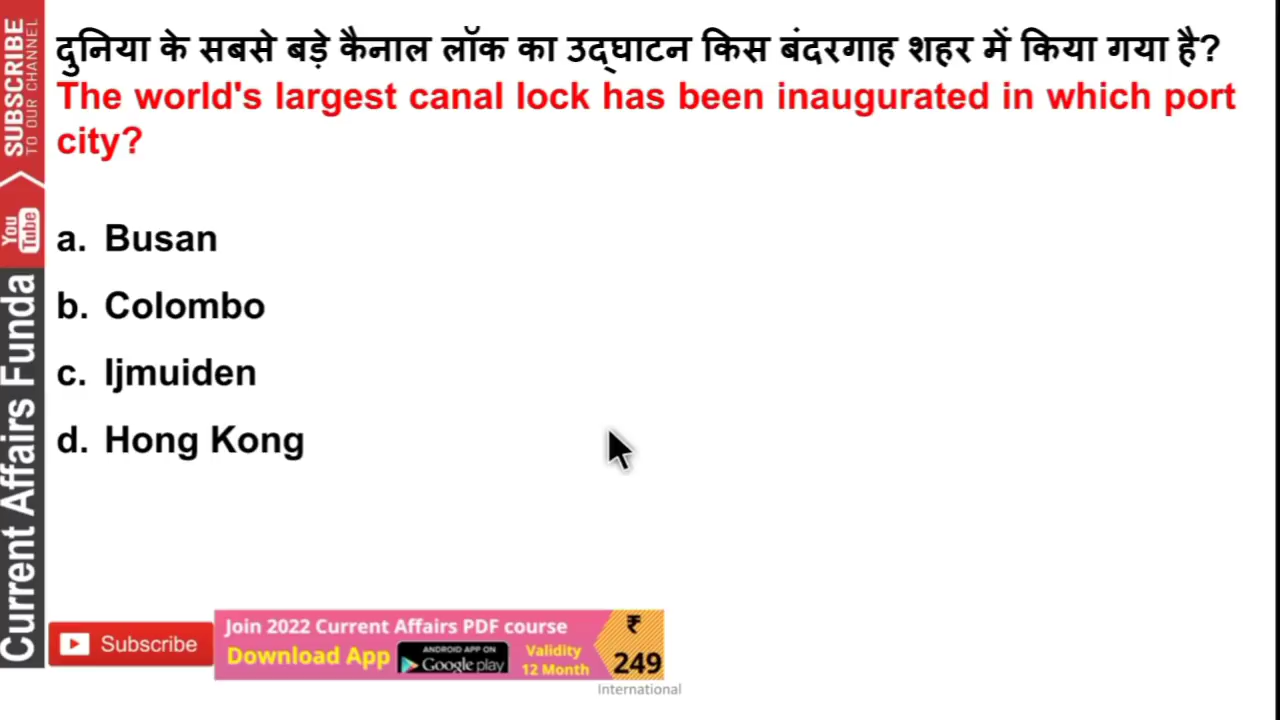 दुनिया के सबसे बड़े कैनाल लॉक का उद्घाटन किस बंदरगाह शहर में किया गया है?
The world's largest canal lock has been inaugurated in which port
city?
a. Busan
b. Colombo
c. Ijmuiden
d. Hong Kong
SUBSCRIBE
TO OUR CHANNEL
You
Tube
Current Affairs Funda
Subscribe
Join 2022 Current Affairs PDF course
Download App
ANDROID APP ON
Google play
Validity
12 Month
₹
249
International